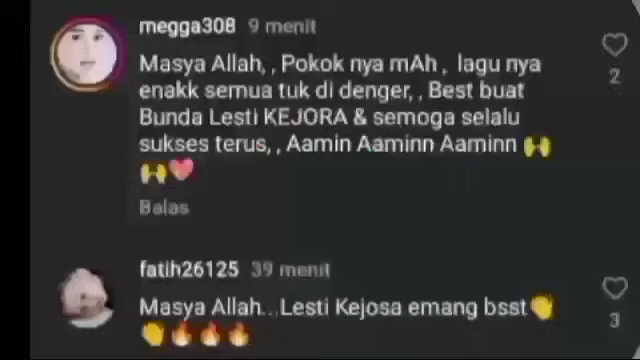 megga308 9 menit
Masya Allah, , Pokok nya mAh , lagu nya
enakk semua tuk di denger, , Best buat
Bunda Lesti KEJORA & semoga selalu
sukses terus, , Aamin Aaminn Aaminn 🙌
🙌💖
2
Balas
fatih26125 39 menit
Masya Allah...Lesti Kejosa emang bsst👏
👏🔥🔥🔥
3